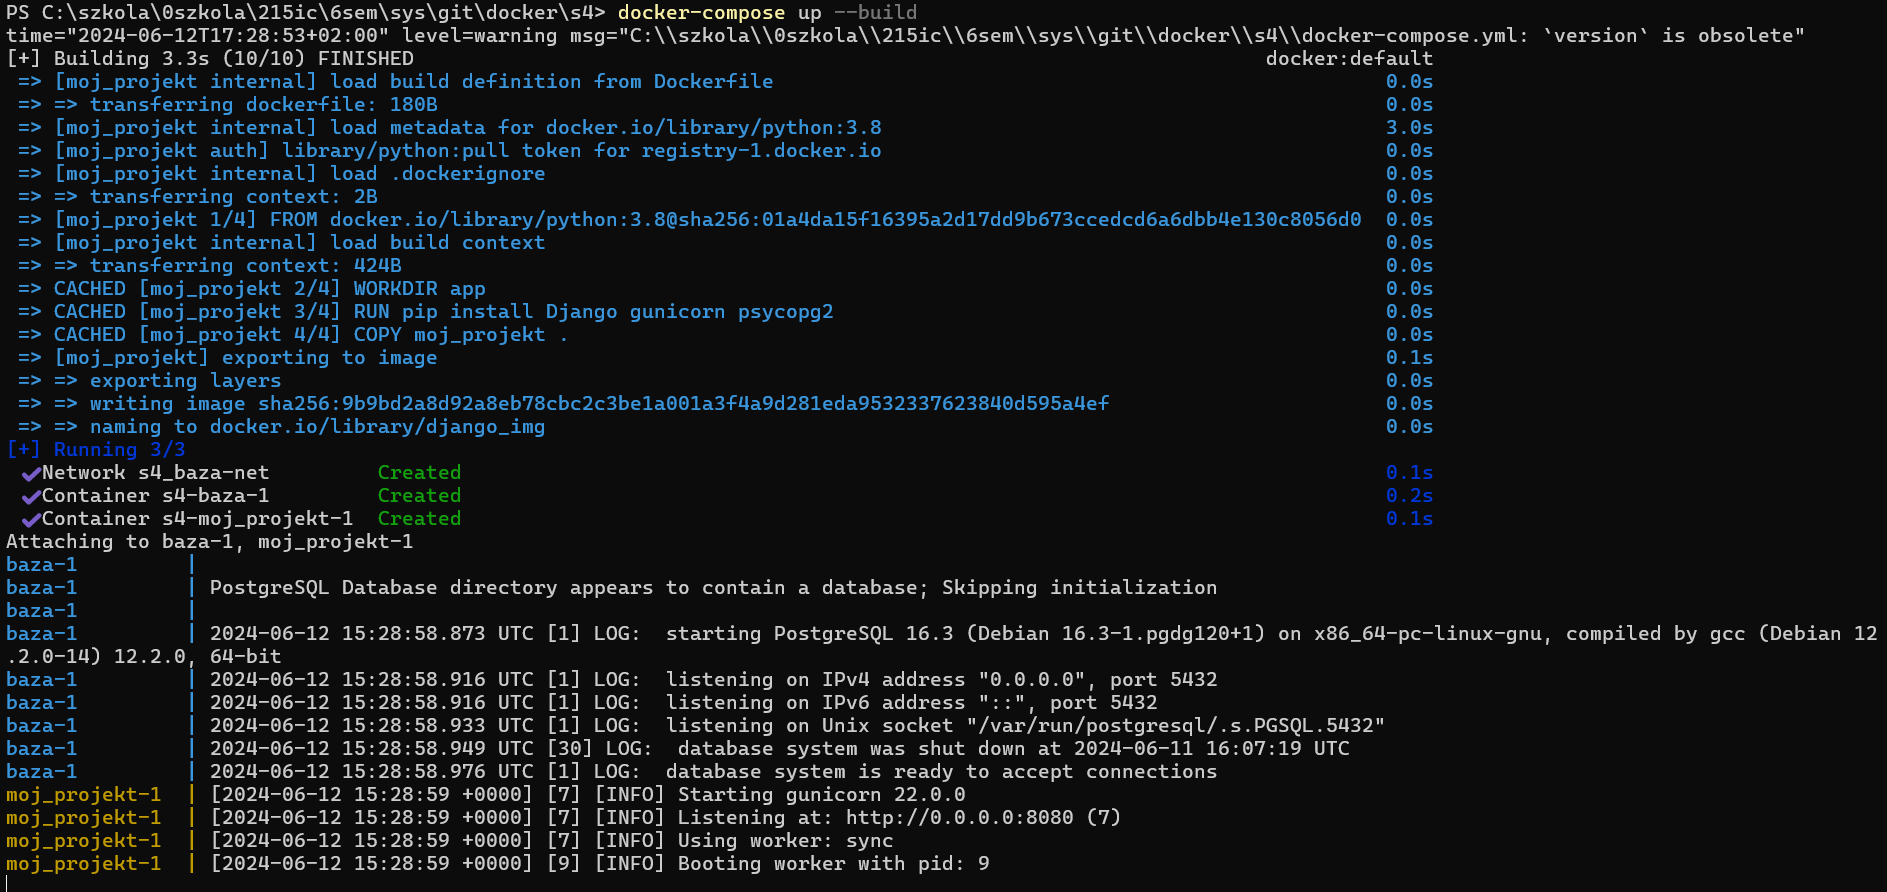 PS C:\szkola\0szkola\215ic\6sem\sys\git\docker\s4> docker-compose up --build
time="2024-06-12T17:28:53+02:00" level=warning msg="C:\\szkola\\0szkola\\215ic\\6sem\\sys\\git\\docker\\s4\\docker-compose.yml: `version` is obsolete"
[+] Building 3.3s (10/10) FINISHED docker:default
=> [moj_projekt internal] load build definition from Dockerfile 0.0s
=> => transferring dockerfile: 180B 0.0s
=> [moj_projekt internal] load metadata for docker.io/library/python:3.8 3.0s
=> [moj_projekt auth] library/python:pull token for registry-1.docker.io 0.0s
=> [moj_projekt internal] load .dockerignore 0.0s
=> => transferring context: 2B 0.0s
=> [moj_projekt 1/4] FROM docker.io/library/python:3.8@sha256:01a4da15f16395a2d17dd9b673ccedcd6a6dbb4e130c8056d0 0.0s
=> [moj_projekt internal] load build context 0.0s
=> => transferring context: 424B 0.0s
=> CACHED [moj_projekt 2/4] WORKDIR app 0.0s
=> CACHED [moj_projekt 3/4] RUN pip install Django gunicorn psycopg2 0.0s
=> CACHED [moj_projekt 4/4] COPY moj_projekt . 0.0s
=> [moj_projekt] exporting to image 0.1s
=> => exporting layers 0.0s
=> => writing image sha256:9b9bd2a8d92a8eb78cbc2c3be1a001a3f4a9d281eda9532337623840d595a4ef 0.0s
=> => naming to docker.io/library/django_img 0.0s
[+] Running 3/3
✔Network s4_baza-net Created 0.1s
✔Container s4-baza-1 Created 0.2s
✔Container s4-moj_projekt-1 Created 0.1s
Attaching to baza-1, moj_projekt-1
baza-1 |
baza-1 | PostgreSQL Database directory appears to contain a database; Skipping initialization
baza-1 |
baza-1 | 2024-06-12 15:28:58.873 UTC [1] LOG: starting PostgreSQL 16.3 (Debian 16.3-1.pgdg120+1) on x86_64-pc-linux-gnu, compiled by gcc (Debian 12
.2.0-14) 12.2.0, 64-bit
baza-1 | 2024-06-12 15:28:58.916 UTC [1] LOG: listening on IPv4 address "0.0.0.0", port 5432
baza-1 | 2024-06-12 15:28:58.916 UTC [1] LOG: listening on IPv6 address "::", port 5432
baza-1 | 2024-06-12 15:28:58.933 UTC [1] LOG: listening on Unix socket "/var/run/postgresql/.s.PGSQL.5432"
baza-1 | 2024-06-12 15:28:58.949 UTC [30] LOG: database system was shut down at 2024-06-11 16:07:19 UTC
baza-1 | 2024-06-12 15:28:58.976 UTC [1] LOG: database system is ready to accept connections
moj_projekt-1 | [2024-06-12 15:28:59 +0000] [7] [INFO] Starting gunicorn 22.0.0
moj_projekt-1 | [2024-06-12 15:28:59 +0000] [7] [INFO] Listening at: http://0.0.0.0:8080 (7)
moj_projekt-1 | [2024-06-12 15:28:59 +0000] [7] [INFO] Using worker: sync
moj_projekt-1 | [2024-06-12 15:28:59 +0000] [9] [INFO] Booting worker with pid: 9